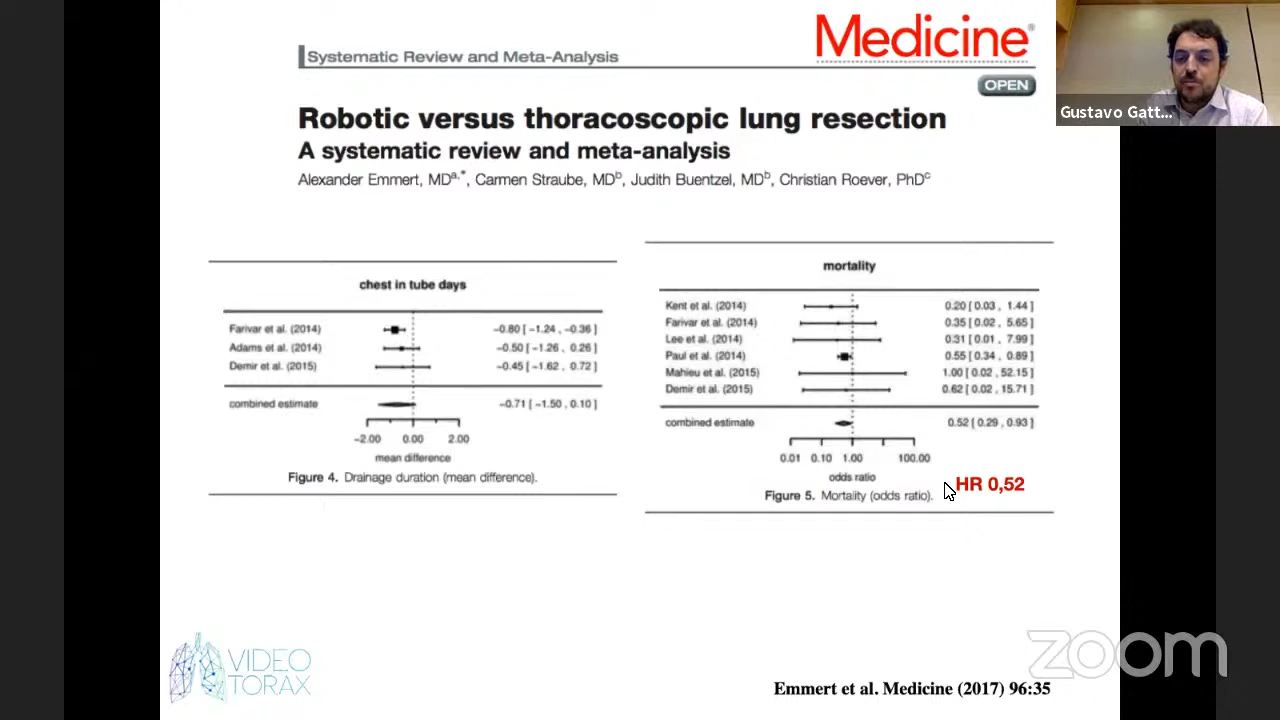 Systematic Review and Meta-Analysis
Medicine®
OPEN
Robotic versus thoracoscopic lung resection
A systematic review and meta-analysis
Alexander Emmert, MDa,*, Carmen Straube, MDb, Judith Buentzel, MDb, Christian Roever, PhDc
Gustavo Gatt...
chest in tube days
Farivar et al. (2014) -0.80 [ -1.24 , -0.36 ]
Adams et al. (2014) -0.50 [ -1.26 , 0.26 ]
Demir et al. (2015) -0.45 [ -1.62 , 0.72 ]
combined estimate -0.71 [ -1.50 , 0.10 ]
-2.00 0.00 2.00
mean difference
Figure 4. Drainage duration (mean difference).
mortality
Kent et al. (2014) 0.20 [ 0.03 , 1.44 ]
Farivar et al. (2014) 0.35 [ 0.02 , 5.65 ]
Lee et al. (2014) 0.31 [ 0.01 , 7.99 ]
Paul et al. (2014) 0.55 [ 0.34 , 0.89 ]
Mahieu et al. (2015) 1.00 [ 0.02 , 52.15 ]
Demir et al. (2015) 0.62 [ 0.02 , 15.71 ]
combined estimate 0.52 [ 0.29 , 0.93 ]
0.01 0.10 1.00 100.00
odds ratio
Figure 5. Mortality (odds ratio).
HR 0,52
VIDEO
TORAX
zoom
Emmert et al. Medicine (2017) 96:35